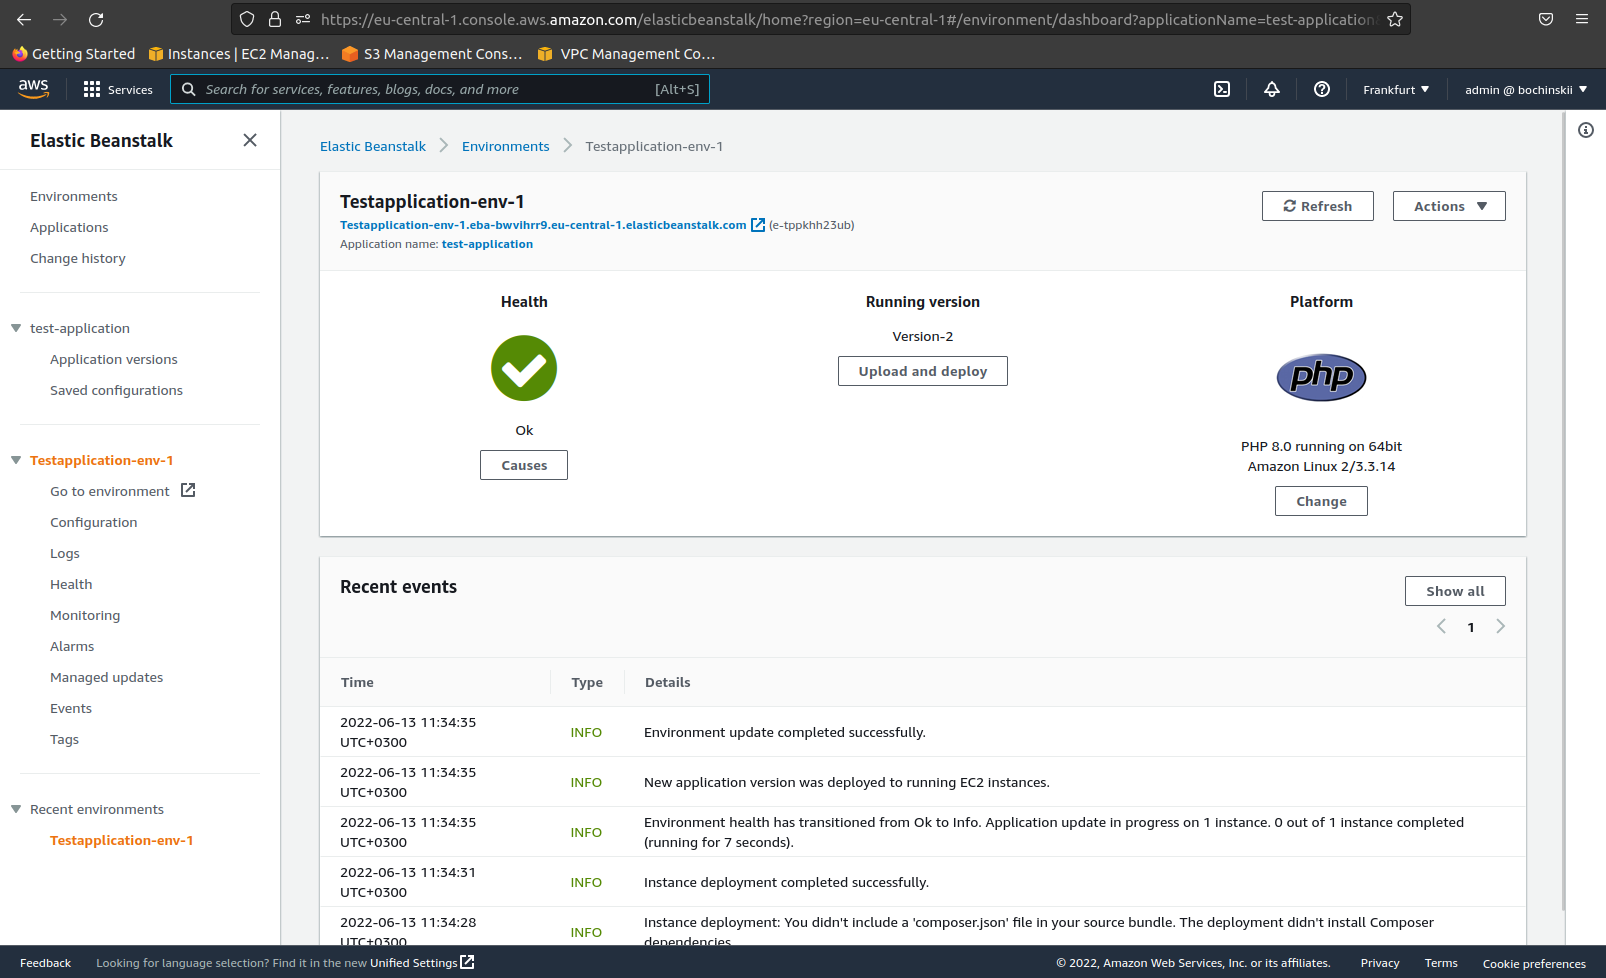 https://eu-central-1.console.aws.amazon.com/elasticbeanstalk/home?region=eu-central-1#/environment/dashboard?applicationName=test-application
Getting Started
Instances | EC2 Manag…
S3 Management Cons…
VPC Management Co…
aws
Services
Search for services, features, blogs, docs, and more
[Alt+S]
Frankfurt
admin @ bochinskii
Elastic Beanstalk
Environments
Applications
Change history
test-application
Application versions
Saved configurations
Testapplication-env-1
Go to environment
Configuration
Logs
Health
Monitoring
Alarms
Managed updates
Events
Tags
Recent environments
Testapplication-env-1
Elastic Beanstalk
Environments
Testapplication-env-1
Testapplication-env-1
Testapplication-env-1.eba-bwvihrr9.eu-central-1.elasticbeanstalk.com (e-tppkhh23ub)
Application name: test-application
Refresh
Actions
Health
Ok
Causes
Running version
Version-2
Upload and deploy
Platform
php
PHP 8.0 running on 64bit
Amazon Linux 2/3.3.14
Change
Recent events
Show all
1
Time
Type
Details
2022-06-13 11:34:35
UTC+0300
INFO
Environment update completed successfully.
2022-06-13 11:34:35
UTC+0300
INFO
New application version was deployed to running EC2 instances.
2022-06-13 11:34:35
UTC+0300
INFO
Environment health has transitioned from Ok to Info. Application update in progress on 1 instance. 0 out of 1 instance completed
(running for 7 seconds).
2022-06-13 11:34:31
UTC+0300
INFO
Instance deployment completed successfully.
2022-06-13 11:34:28
UTC+0300
INFO
Instance deployment: You didn't include a 'composer.json' file in your source bundle. The deployment didn't install Composer
dependencies
Feedback
Looking for language selection? Find it in the new Unified Settings
© 2022, Amazon Web Services, Inc. or its affiliates.
Privacy
Terms
Cookie preferences